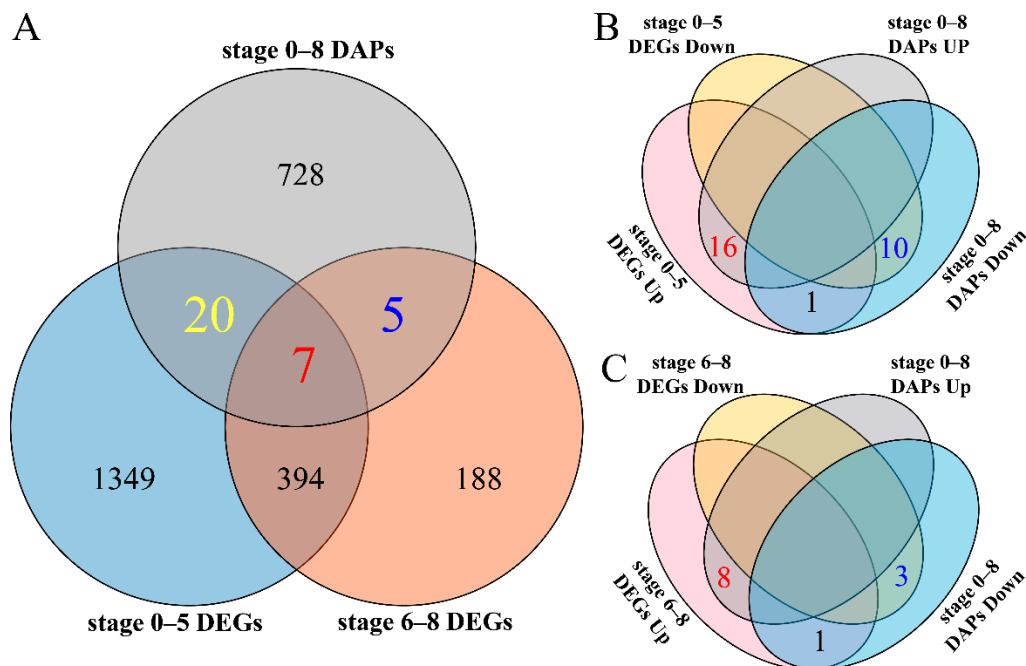 A
stage 0–8 DAPs
728
20
5
7
1349
394
188
stage 0–5 DEGs
stage 6–8 DEGs
B
stage 0–5
DEGs Down
stage 0–8
DAPs UP
16
10
1
stage 0–5
DEGs Up
stage 0–8
DAPs Down
C
stage 6–8
DEGs Down
stage 0–8
DAPs Up
8
3
1
stage 6–8
DEGs Up
stage 0–8
DAPs Down